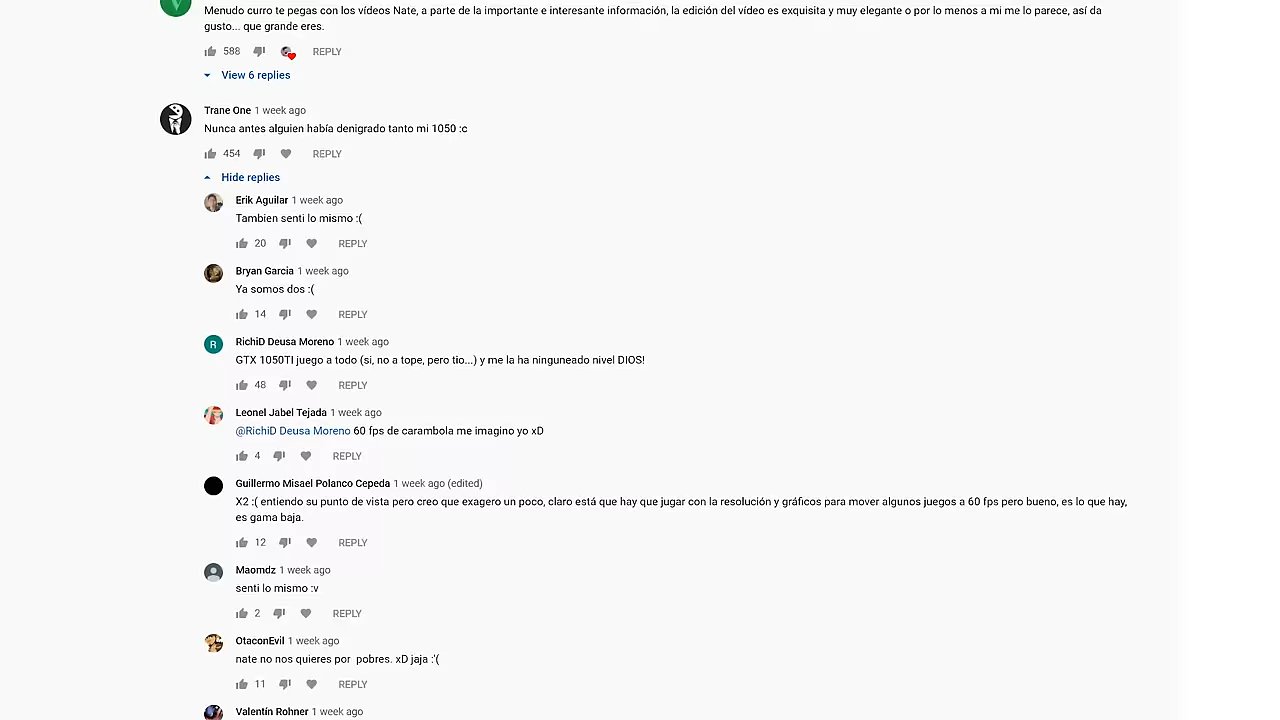 Menudo curro te pegas con los vídeos Nate, a parte de la importante e interesante información, la edición del vídeo es exquisita y muy elegante o por lo menos a mi me lo parece, así da
gusto... que grande eres.
588 REPLY
View 6 replies
Trane One 1 week ago
Nunca antes alguien había denigrado tanto mi 1050 :c
454 REPLY
Hide replies
Erik Aguilar 1 week ago
Tambien senti lo mismo :(
20 REPLY
Bryan García 1 week ago
Ya somos dos :(
14 REPLY
R
RichiD Deusa Moreno 1 week ago
GTX 1050TI juego a todo (si, no a tope, pero tio...) y me la ha ninguneado nivel DIOS!
48 REPLY
Leonel Jabel Tejada 1 week ago
@RichiD Deusa Moreno 60 fps de carambola me imagino yo xD
4 REPLY
Guillermo Misael Polanco Cepeda 1 week ago (edited)
X2 :( entiendo su punto de vista pero creo que exagero un poco, claro está que hay que jugar con la resolución y gráficos para mover algunos juegos a 60 fps pero bueno, es lo que hay,
es gama baja.
12 REPLY
Maomdz 1 week ago
senti lo mismo :v
2 REPLY
OtaconEvil 1 week ago
nate no nos quieres por pobres. xD jaja :'(
11 REPLY
Valentín Rohner 1 week ago